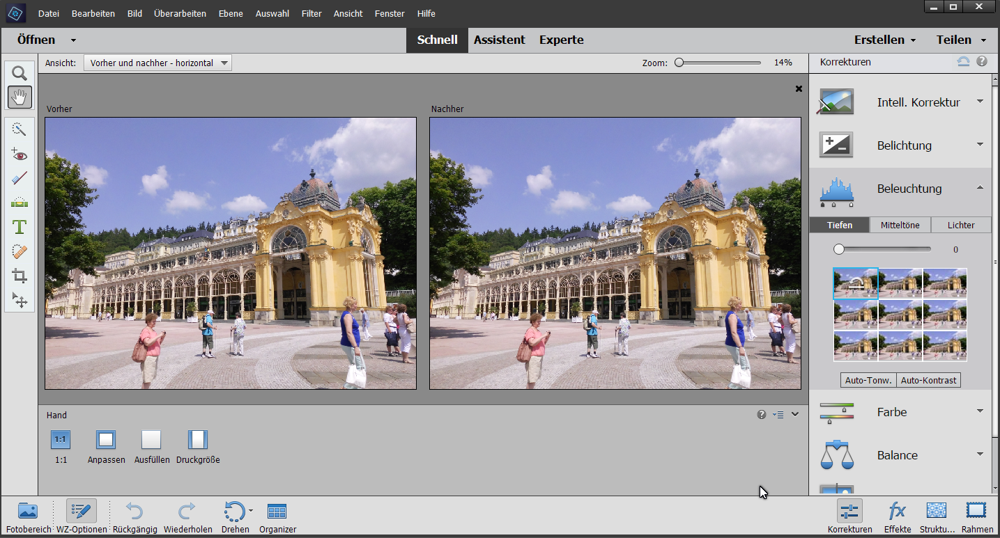 Datei Bearbeiten Bild Überarbeiten Ebene Auswahl Filter Ansicht Fenster Hilfe
Öffnen Schnell Assistent Experte Erstellen Teilen
Ansicht: Vorher und nachher - horizontal Zoom: 14% Korrekturen
Vorher Nachher
Intell. Korrektur
Belichtung
Beleuchtung
Tiefen Mitteltöne Lichter
0
Auto-Tonw. Auto-Kontrast
Farbe
Balance
T
Hand
1:1
1:1 Anpassen Ausfüllen Druckgröße
fx
Fotobereich WZ-Optionen Rückgängig Wiederholen Drehen Organizer Korrekturen Effekte Struktu... Rahmen